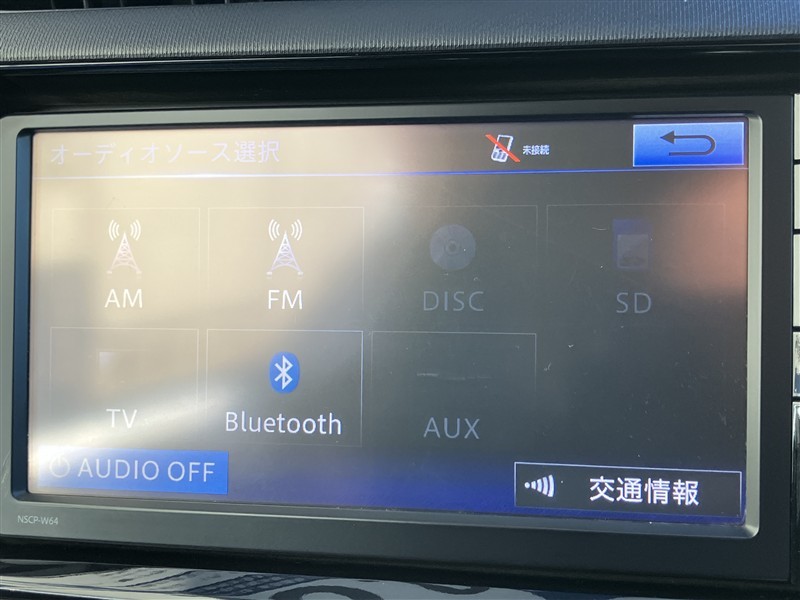 オーディオソース選択
未接続
AM
FM
DISC
SD
TV
Bluetooth
AUX
AUDIO OFF
交通情報
NSCP-W64